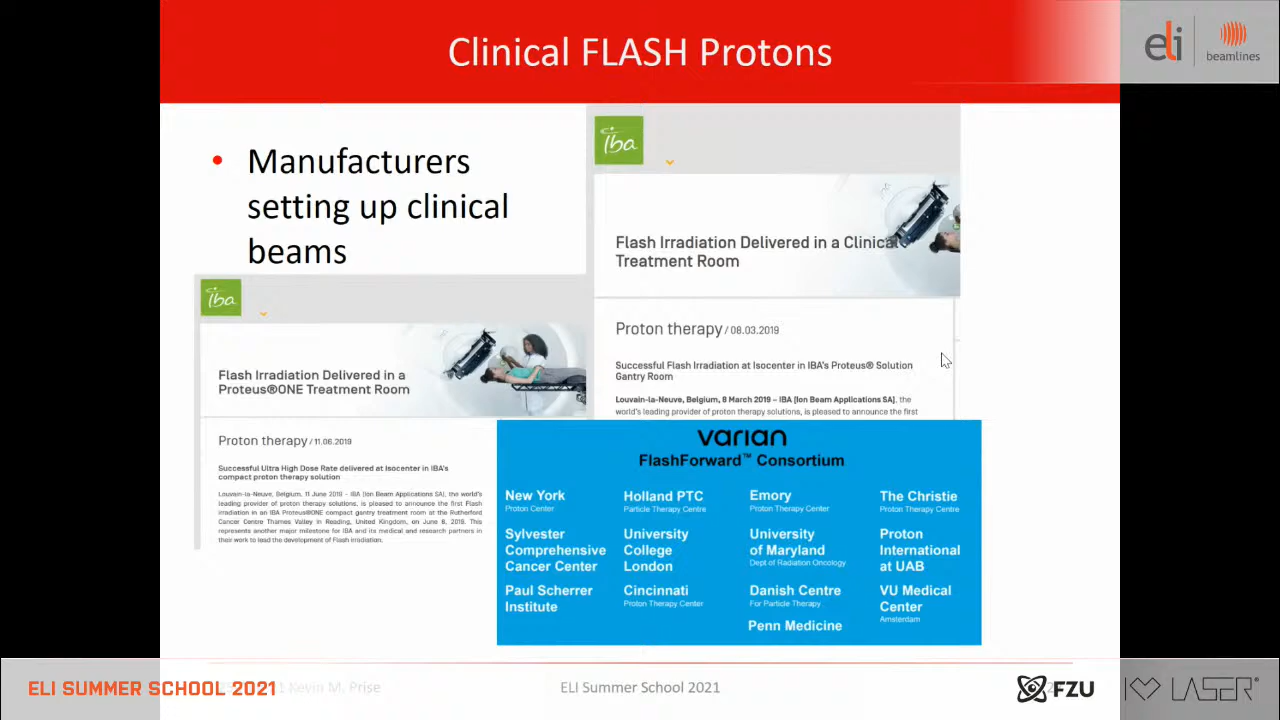 Clinical FLASH Protons
eli
beamlines
• Manufacturers
setting up clinical
beams
iba
Flash Irradiation Delivered in a Clinical
Treatment Room
Proton therapy / 08.03.2019
Successful Flash Irradiation at Isocenter in IBA's Proteus® Solution
Gantry Room
Louvain-la-Neuve, Belgium, 8 March 2019 – IBA (Ion Beam Applications SA), the
world's leading provider of proton therapy solutions, is pleased to announce the first
iba
Flash Irradiation Delivered in a
Proteus®ONE Treatment Room
Proton therapy / 11.06.2019
Successful Ultra High Dose Rate delivered at Isocenter in IBA's
compact proton therapy solution
Louvain-la-Neuve, Belgium, 11 June 2019 – IBA (Ion Beam Applications SA), the world's
leading provider of proton therapy solutions, is pleased to announce the first Flash
irradiation in an IBA Proteus®ONE compact gantry treatment room at the Rutherford
Cancer Centre Thames Valley in Reading, United Kingdom, on June 6, 2019. This
represents another major milestone for IBA and its medical and research partners in
their work to lead the development of Flash irradiation.
varian
FlashForward™ Consortium
New York
Proton Center
Holland PTC
Particle Therapy Centre
Emory
Proton Therapy Center
The Christie
Proton Therapy Centre
Sylvester
Comprehensive
Cancer Center
University
College
London
University
of Maryland
Dept of Radiation Oncology
Proton
International
at UAB
Paul Scherrer
Institute
Cincinnati
Proton Therapy Center
Danish Centre
For Particle Therapy
VU Medical
Center
Amsterdam
Penn Medicine
ELI SUMMER SCHOOL 2021
Kevin M. Prise
ELI Summer School 2021
FZU
LASER